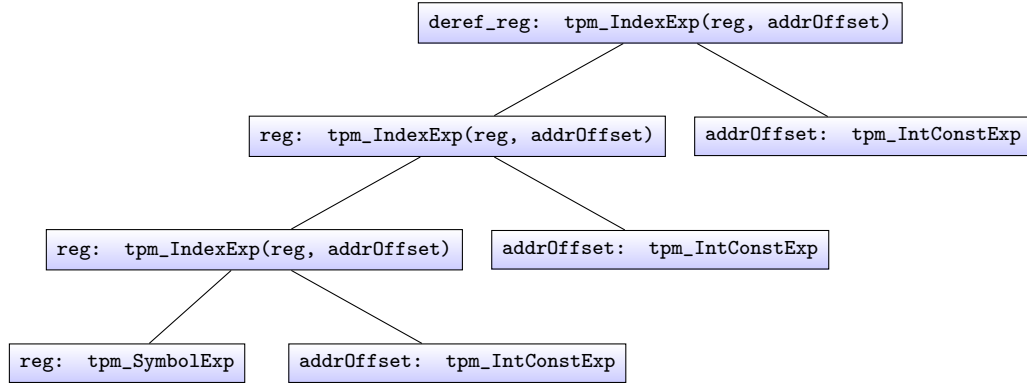 deref_reg: tpm_IndexExp(reg, addrOffset)
reg: tpm_IndexExp(reg, addrOffset)
addrOffset: tpm_IntConstExp
reg: tpm_IndexExp(reg, addrOffset)
addrOffset: tpm_IntConstExp
reg: tpm_SymbolExp
addrOffset: tpm_IntConstExp